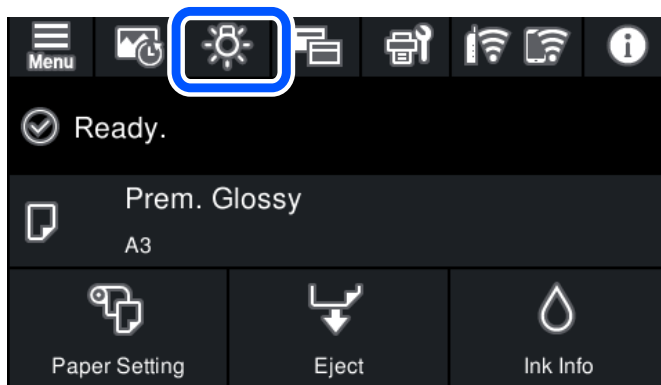 Menu
Ready.
Prem. Glossy
A3
Paper Setting
Eject
Ink Info